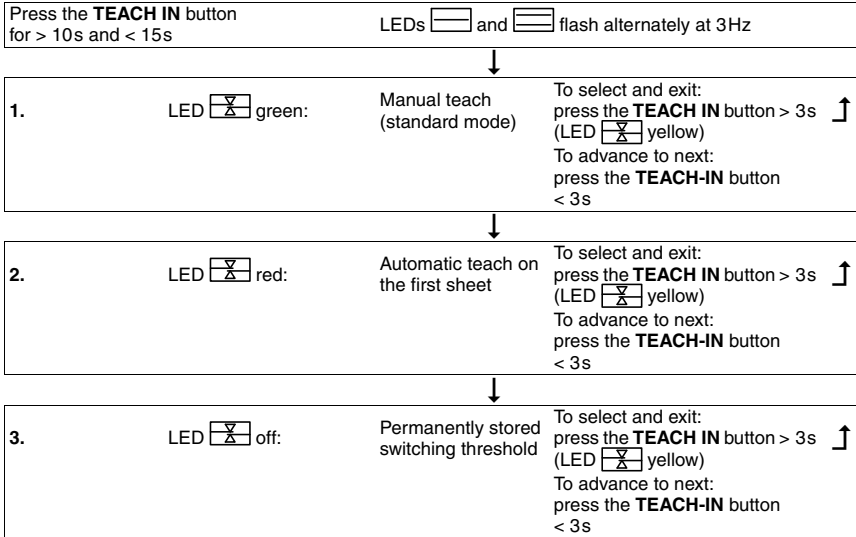 Press the TEACH IN button
for > 10s and < 15s
LEDs and flash alternately at 3Hz
1.
LED green:
Manual teach
(standard mode)
To select and exit:
press the TEACH IN button > 3s
(LED yellow)
To advance to next:
press the TEACH-IN button
< 3s
2.
LED red:
Automatic teach on
the first sheet
To select and exit:
press the TEACH IN button > 3s
(LED yellow)
To advance to next:
press the TEACH-IN button
< 3s
3.
LED off:
Permanently stored
switching threshold
To select and exit:
press the TEACH IN button > 3s
(LED yellow)
To advance to next:
press the TEACH-IN button
< 3s